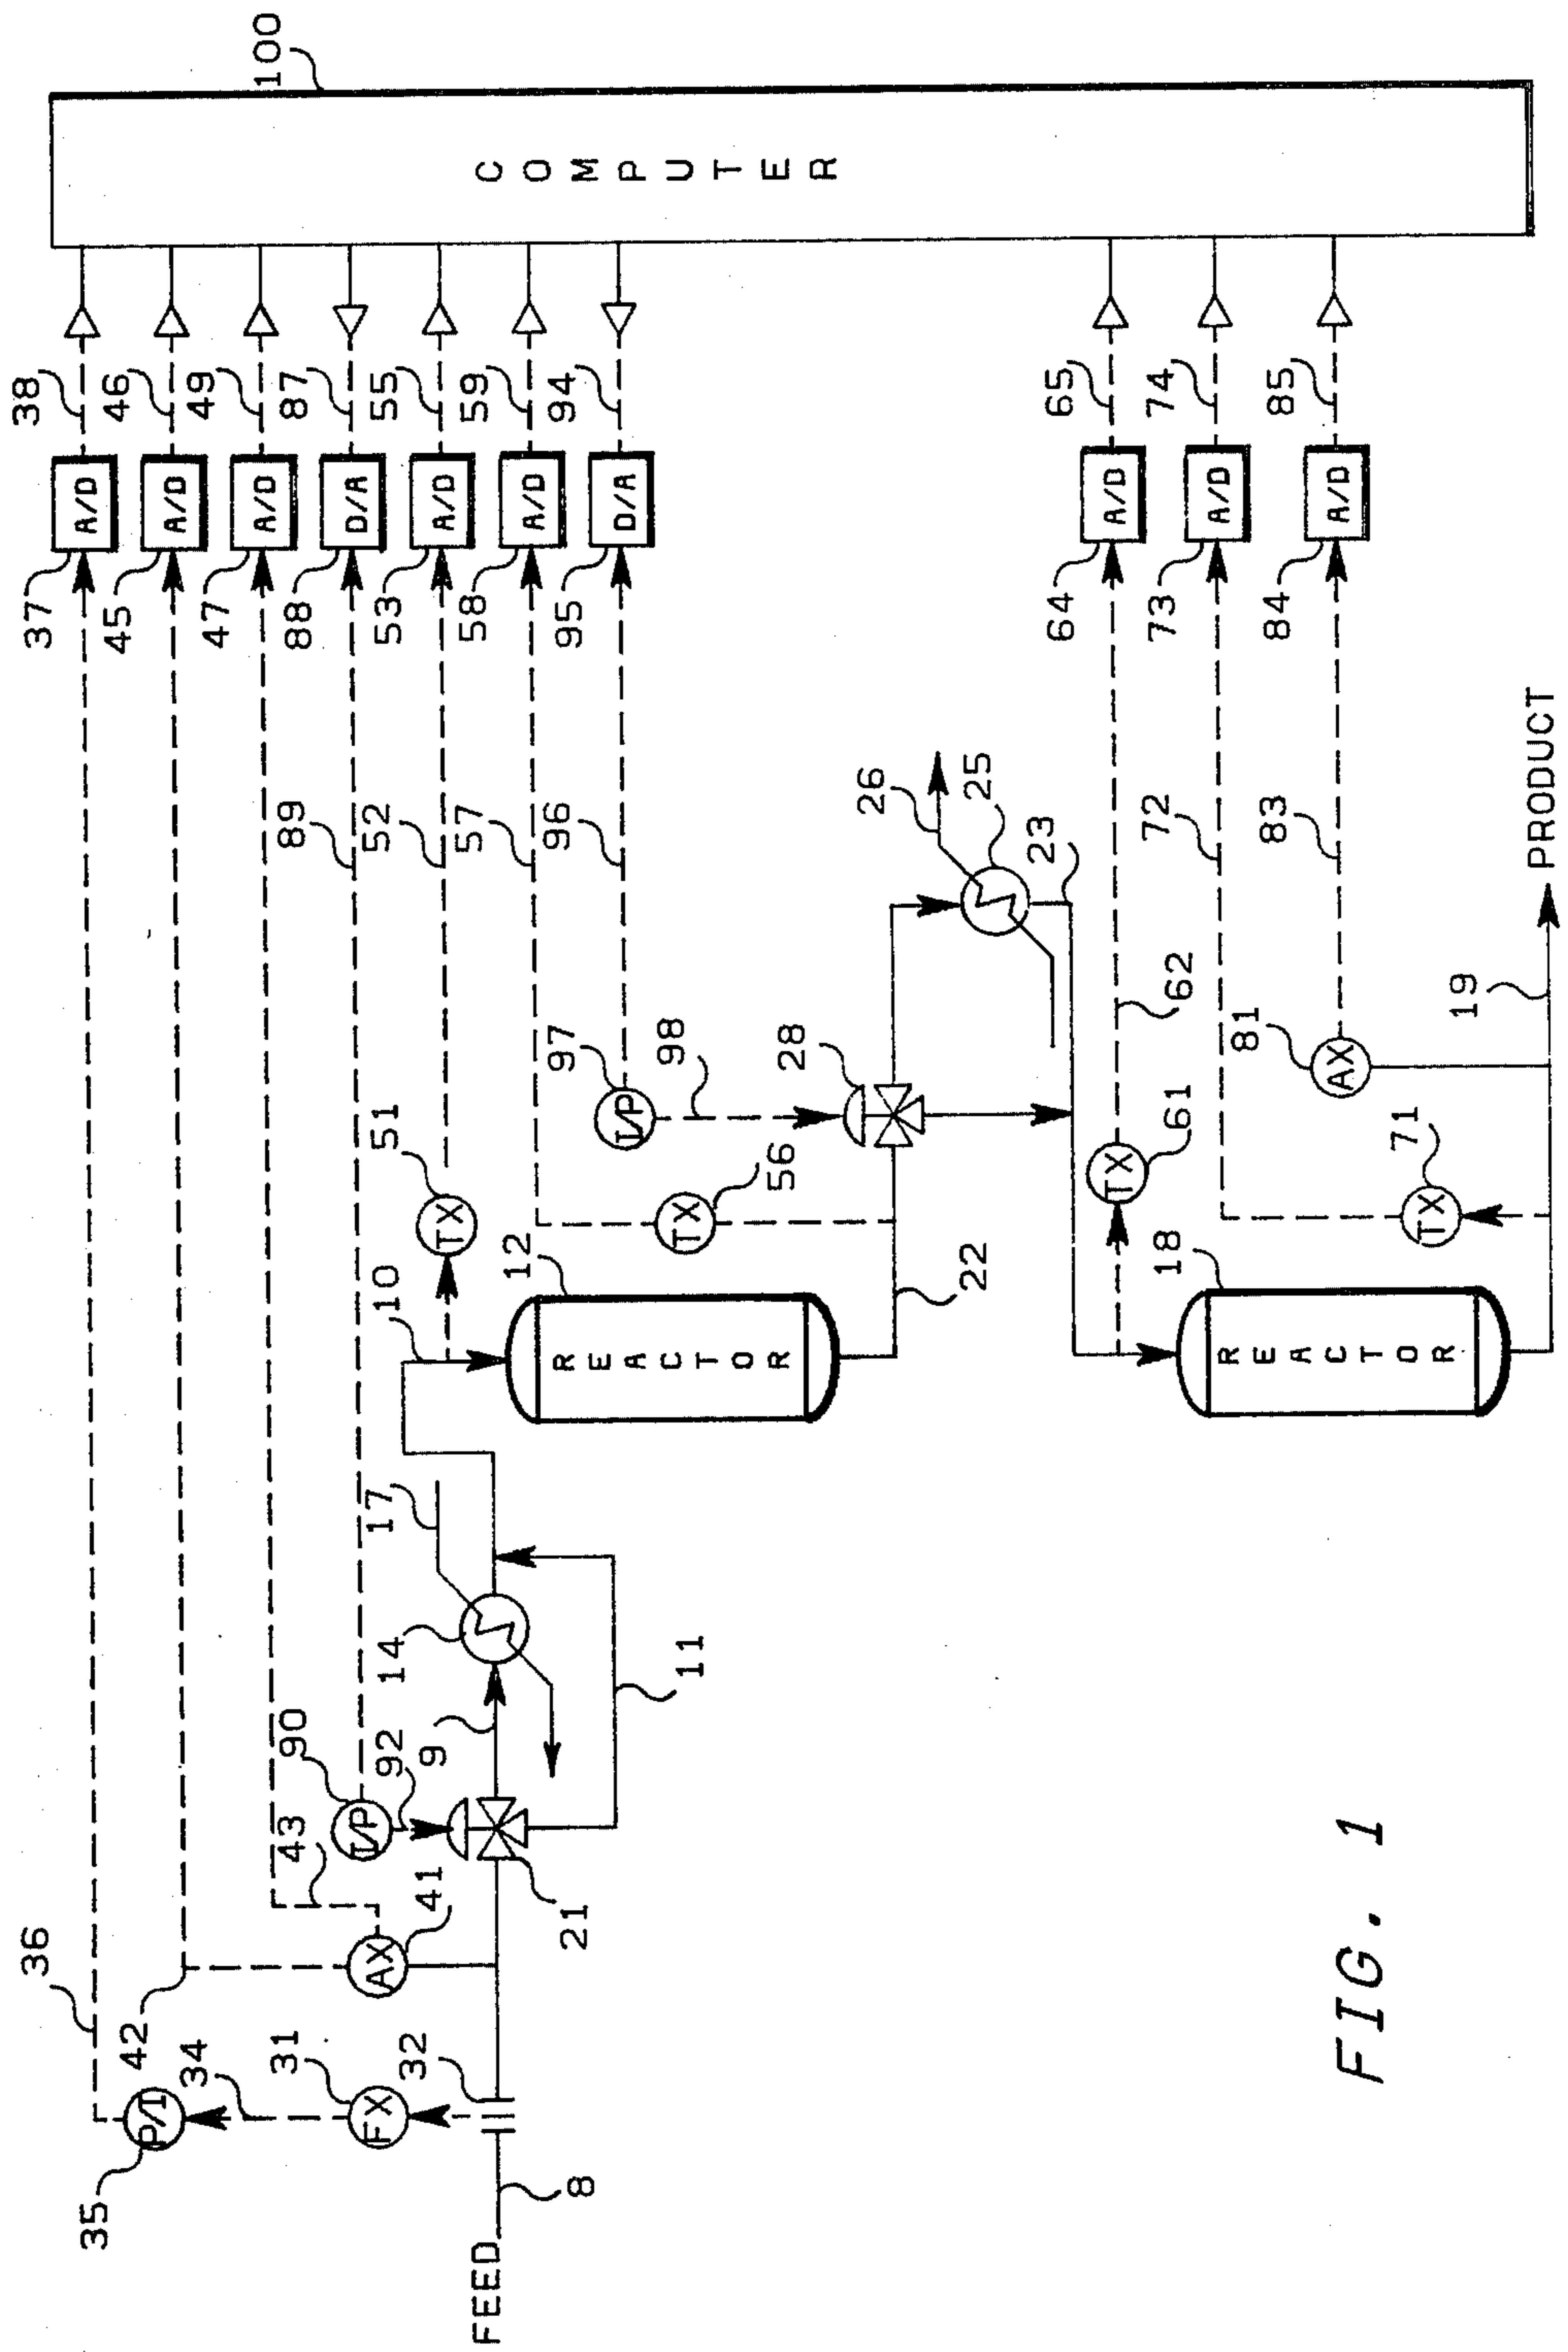 100
COMPUTER
38
46
49
87
55
59
94
65
74
85
A/D
A/D
A/D
D/A
A/D
A/D
D/A
A/D
A/D
A/D
37
45
47
88
53
58
95
64
73
84
89
52
57
96
26
25
23
72
83
PRODUCT
97
I/P
98
28
62
81
AX
19
51
TX
56
TX
61
TX
71
TX
10
12
REACTOR
22
18
REACTOR
17
14
11
90
I/P
92
9
43
41
AX
21
36
42
34
31
FX
32
35
P/I
8
FEED
FIG. 1